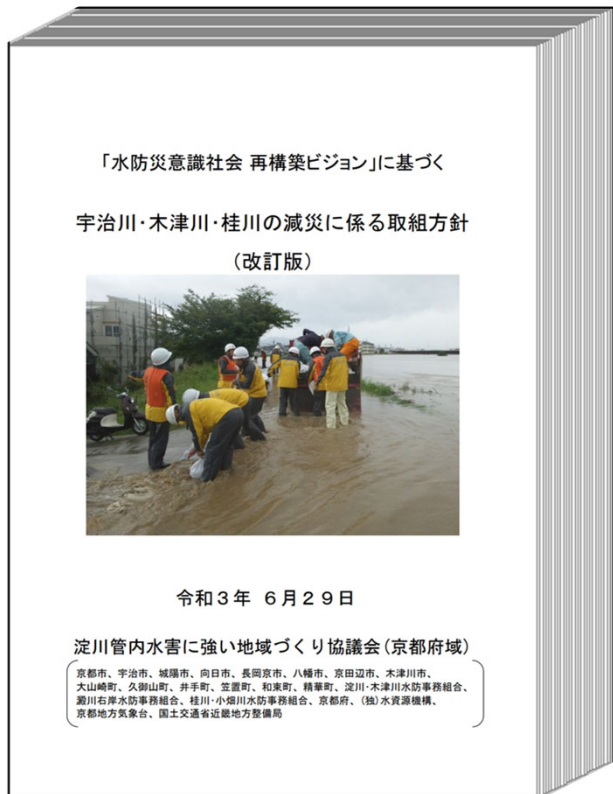 「水防災意識社会 再構築ビジョン」に基づく
宇治川・木津川・桂川の減災に係る取組方針
(改訂版)
令和3年 6月29日
淀川管内水害に強い地域づくり協議会(京都府域)
京都市、宇治市、城陽市、向日市、長岡京市、八幡市、京田辺市、木津川市、
大山崎町、久御山町、井手町、笠置町、和束町、精華町、淀川・木津川水防事務組合、
澱川右岸水防事務組合、桂川・小畑川水防事務組合、京都府、(独)水資源機構、
京都地方気象台、国土交通省近畿地方整備局